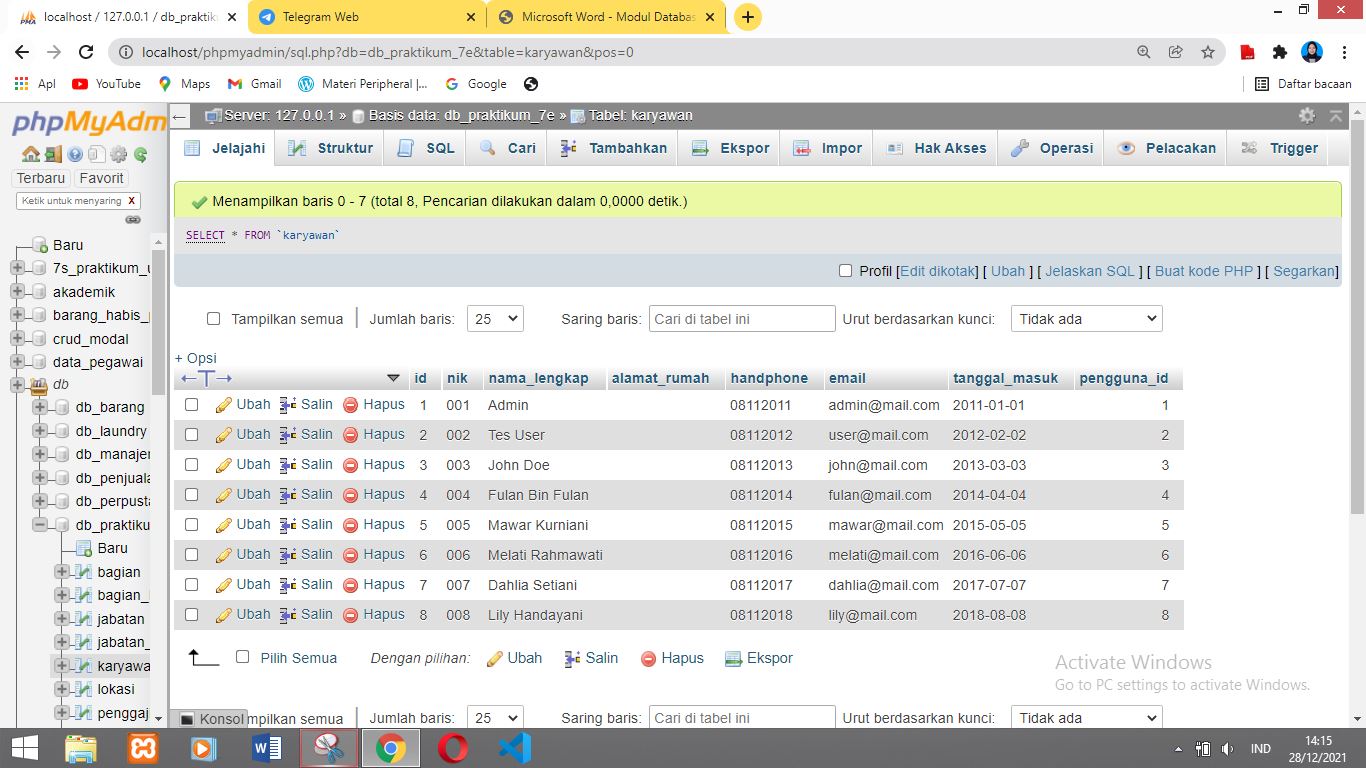 localhost / 127.0.0.1 / db_praktik
Telegram Web
Microsoft Word - Modul Databas
localhost/phpmyadmin/sql.php?db=db_praktikum_7e&table=karyawan&pos=0
Apl YouTube Maps Gmail Materi Peripheral |... Google Daftar bacaan
phpMyAdm
Server: 127.0.0.1 » Basis data: db_praktikum_7e » Tabel: karyawan
Jelajahi Struktur SQL Cari Tambahkan Ekspor Impor Hak Akses Operasi Pelacakan Trigger
Terbaru Favorit
Ketik untuk menyaring X
Baru
7s_praktikum_
akademik
barang_habis_
crud_modal
data_pegawai
db
db_barang
db_laundry
db_manajer
db_penjuala
db_perpusta
db_praktiku
Baru
bagian
bagian_
jabatan
jabatan_
karyawa
lokasi
penggaj
Menampilkan baris 0 - 7 (total 8, Pencarian dilakukan dalam 0,0000 detik.)
SELECT * FROM `karyawan`
Profil [Edit dikotak] [ Ubah ] [ Jelaskan SQL ] [ Buat kode PHP ] [ Segarkan]
Tampilkan semua | Jumlah baris: 25 Saring baris: Cari di tabel ini Urut berdasarkan kunci: Tidak ada
+ Opsi
←T→ id nik nama_lengkap alamat_rumah handphone email tanggal_masuk pengguna_id
Ubah Salin Hapus 1 001 Admin 08112011 admin@mail.com 2011-01-01 1
Ubah Salin Hapus 2 002 Tes User 08112012 user@mail.com 2012-02-02 2
Ubah Salin Hapus 3 003 John Doe 08112013 john@mail.com 2013-03-03 3
Ubah Salin Hapus 4 004 Fulan Bin Fulan 08112014 fulan@mail.com 2014-04-04 4
Ubah Salin Hapus 5 005 Mawar Kurniani 08112015 mawar@mail.com 2015-05-05 5
Ubah Salin Hapus 6 006 Melati Rahmawati 08112016 melati@mail.com 2016-06-06 6
Ubah Salin Hapus 7 007 Dahlia Setiani 08112017 dahlia@mail.com 2017-07-07 7
Ubah Salin Hapus 8 008 Lily Handayani 08112018 lily@mail.com 2018-08-08 8
Pilih Semua Dengan pilihan: Ubah Salin Hapus Ekspor
Activate Windows
Go to PC settings to activate Windows.
Konsol mpilkan semua | Jumlah baris: 25 Saring baris: Cari di tabel ini Urut berdasarkan kunci: Tidak ada
IND
14:15
28/12/2021